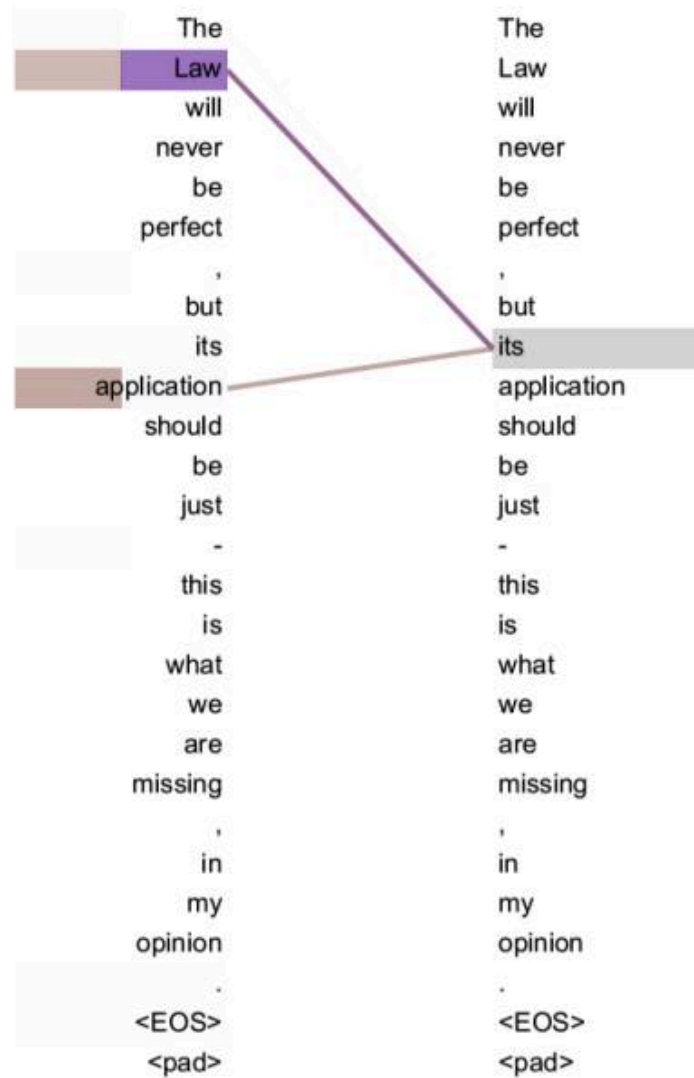 The The
Law Law
will will
never never
be be
perfect perfect
, ,
but but
its its
application application
should should
be be
just just
- -
this this
is is
what what
we we
are are
missing missing
, ,
in in
my my
opinion opinion
. .
<EOS> <EOS>
<pad> <pad>